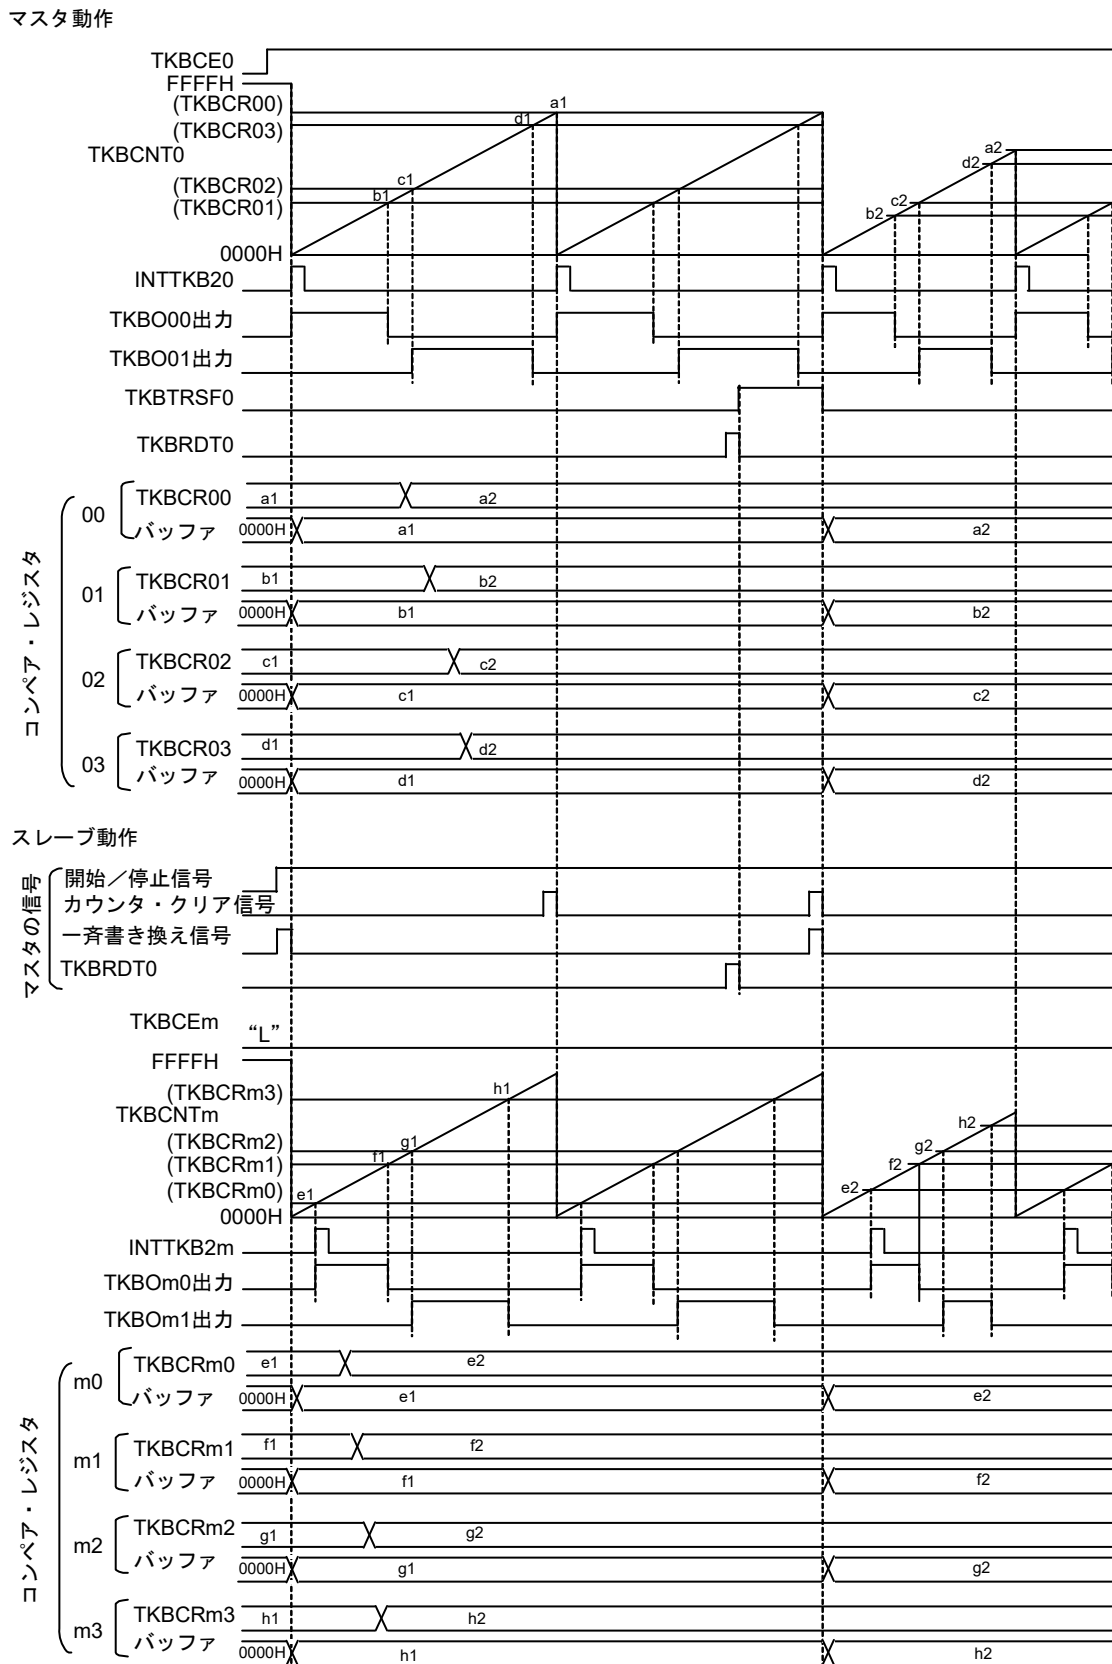 マスタ動作
TKBCE0
FFFFH
(TKBCR00)
a1
(TKBCR03)
d1
TKBCNT0
a2
d2
(TKBCR02)
c1
(TKBCR01)
b1
c2
b2
0000H
INTTKB20
TKBO00出力
TKBO01出力
TKBTRSF0
TKBRDT0
コンペア・レジスタ
00
TKBCR00
a1
a2
バッファ
0000H
a1
a2
01
TKBCR01
b1
b2
バッファ
0000H
b1
b2
02
TKBCR02
c1
c2
バッファ
0000H
c1
c2
03
TKBCR03
d1
d2
バッファ
0000H
d1
d2
スレーブ動作
マスタの信号
開始/停止信号
カウンタ・クリア信号
一斉書き換え信号
TKBRDT0
TKBCEm
“L”
FFFFH
(TKBCRm3)
h1
TKBCNTm
h2
(TKBCRm2)
g1
g2
(TKBCRm1)
f1
f2
(TKBCRm0)
e1
e2
0000H
INTTKB2m
TKBOm0出力
TKBOm1出力
コンペア・レジスタ
m0
TKBCRm0
e1
e2
バッファ
0000H
e1
e2
m1
TKBCRm1
f1
f2
バッファ
0000H
f1
f2
m2
TKBCRm2
g1
g2
バッファ
0000H
g1
g2
m3
TKBCRm3
h1
h2
バッファ
0000H
h1
h2